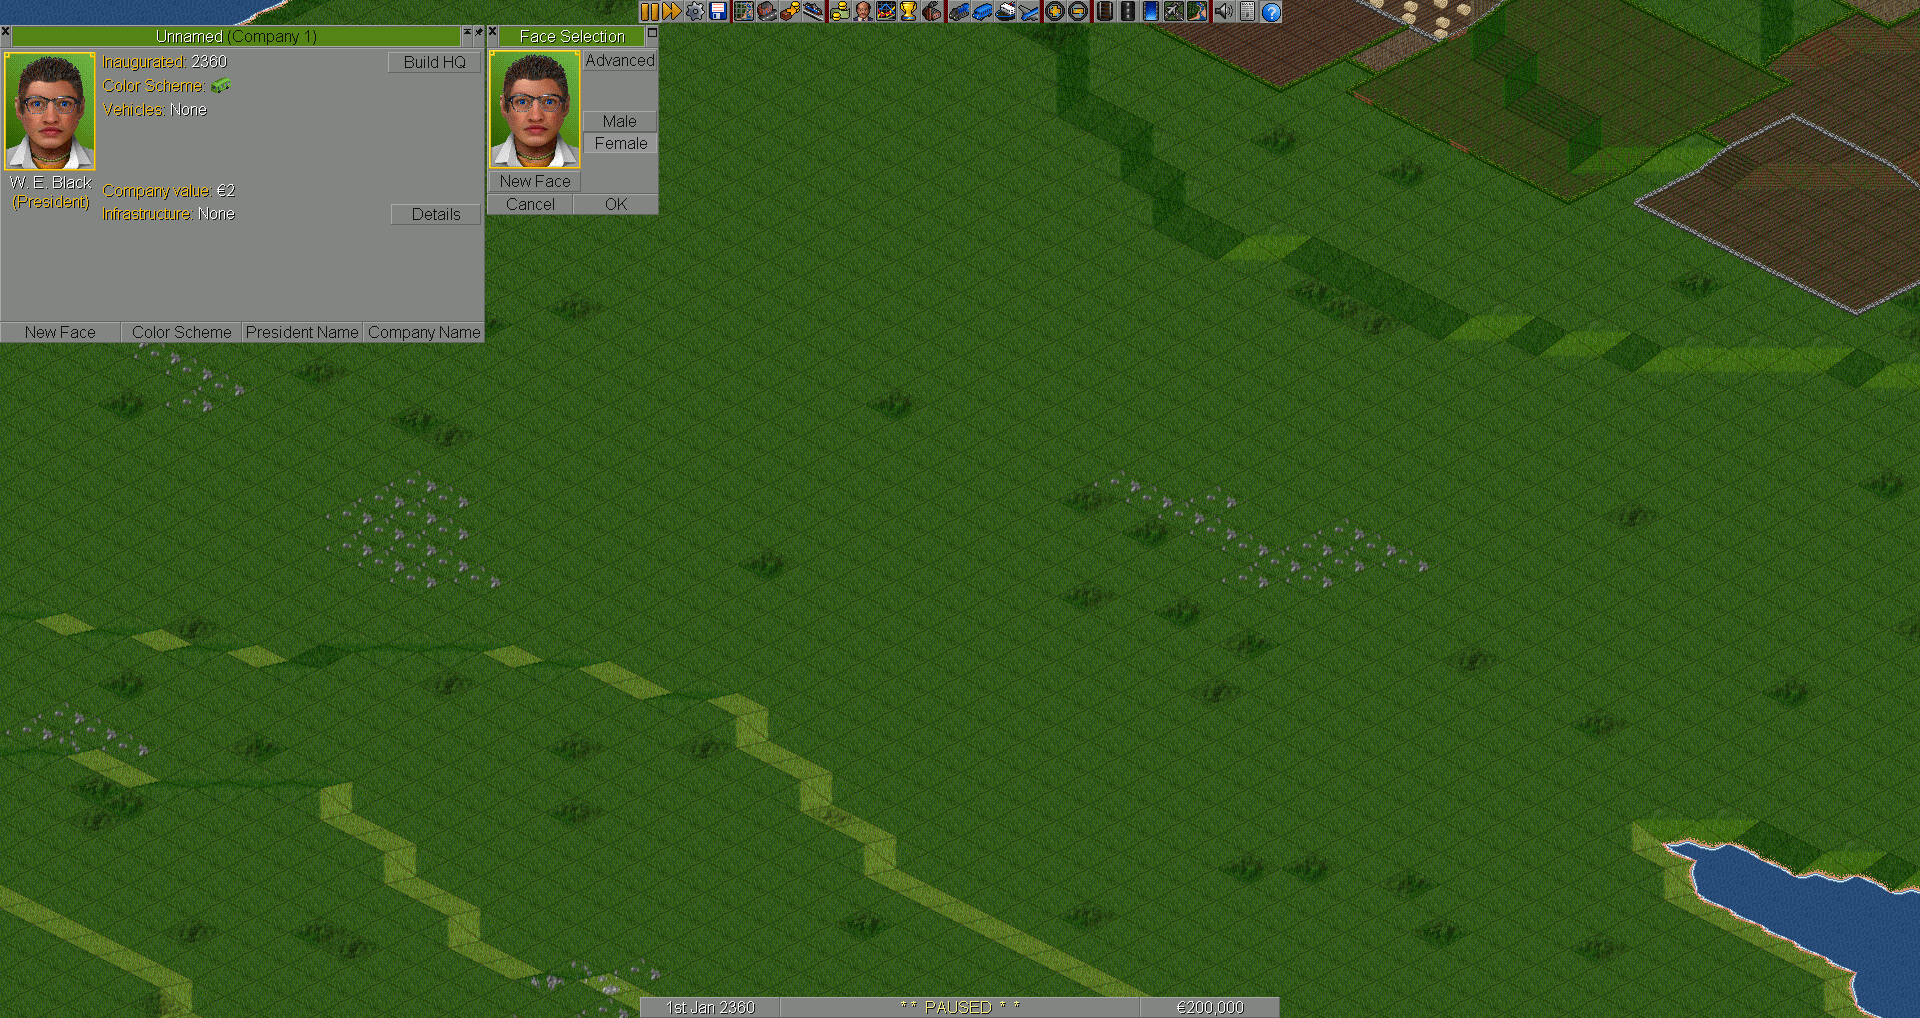 Unnamed (Company 1)
Inaugurated: 2360
Build HQ
Color Scheme:
Vehicles: None
W. E. Black
(President)
Company value: €2
Infrastructure: None
Details
New Face
Color Scheme
President Name
Company Name
Face Selection
Advanced
Male
Female
New Face
Cancel
OK
1st Jan 2360
* * PAUSED * *
€200,000